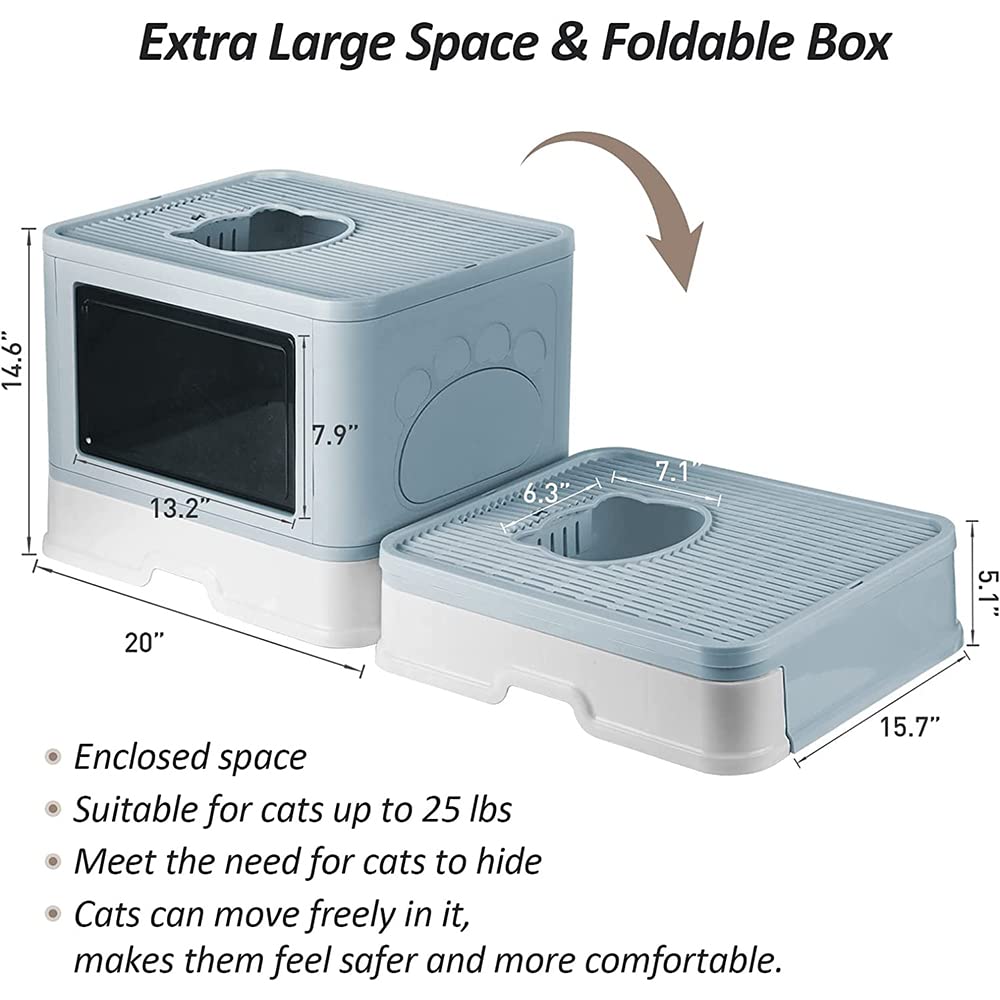 Extra Large Space & Foldable Box
14.6”
7.9”
13.2”
20”
6.3”
7.1”
5.1”
15.7”
Enclosed space
Suitable for cats up to 25 lbs
Meet the need for cats to hide
Cats can move freely in it,
makes them feel safer and more comfortable.